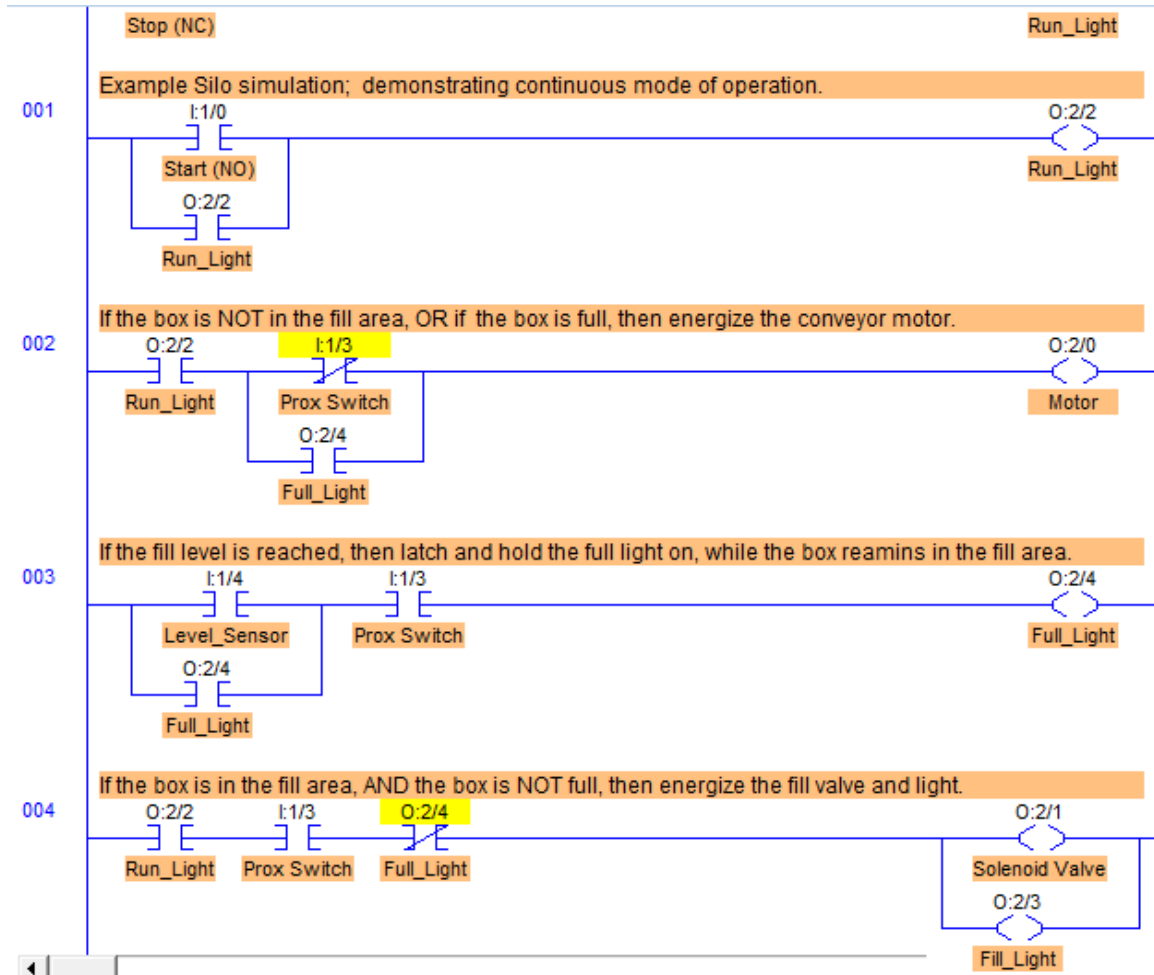 Stop (NC) Run_Light
Example Silo simulation; demonstrating continuous mode of operation.
001 I:1/0 O:2/2
Start (NO) Run_Light
O:2/2
Run_Light
If the box is NOT in the fill area, OR if the box is full, then energize the conveyor motor.
002 O:2/2 I:1/3 O:2/0
Run_Light Prox Switch Motor
O:2/4
Full_Light
If the fill level is reached, then latch and hold the full light on, while the box reamins in the fill area.
003 I:1/4 I:1/3 O:2/4
Level_Sensor Prox Switch Full_Light
O:2/4
Full_Light
If the box is in the fill area, AND the box is NOT full, then energize the fill valve and light.
004 O:2/2 I:1/3 O:2/4 O:2/1
Run_Light Prox Switch Full_Light Solenoid Valve
O:2/3
Fill_Light